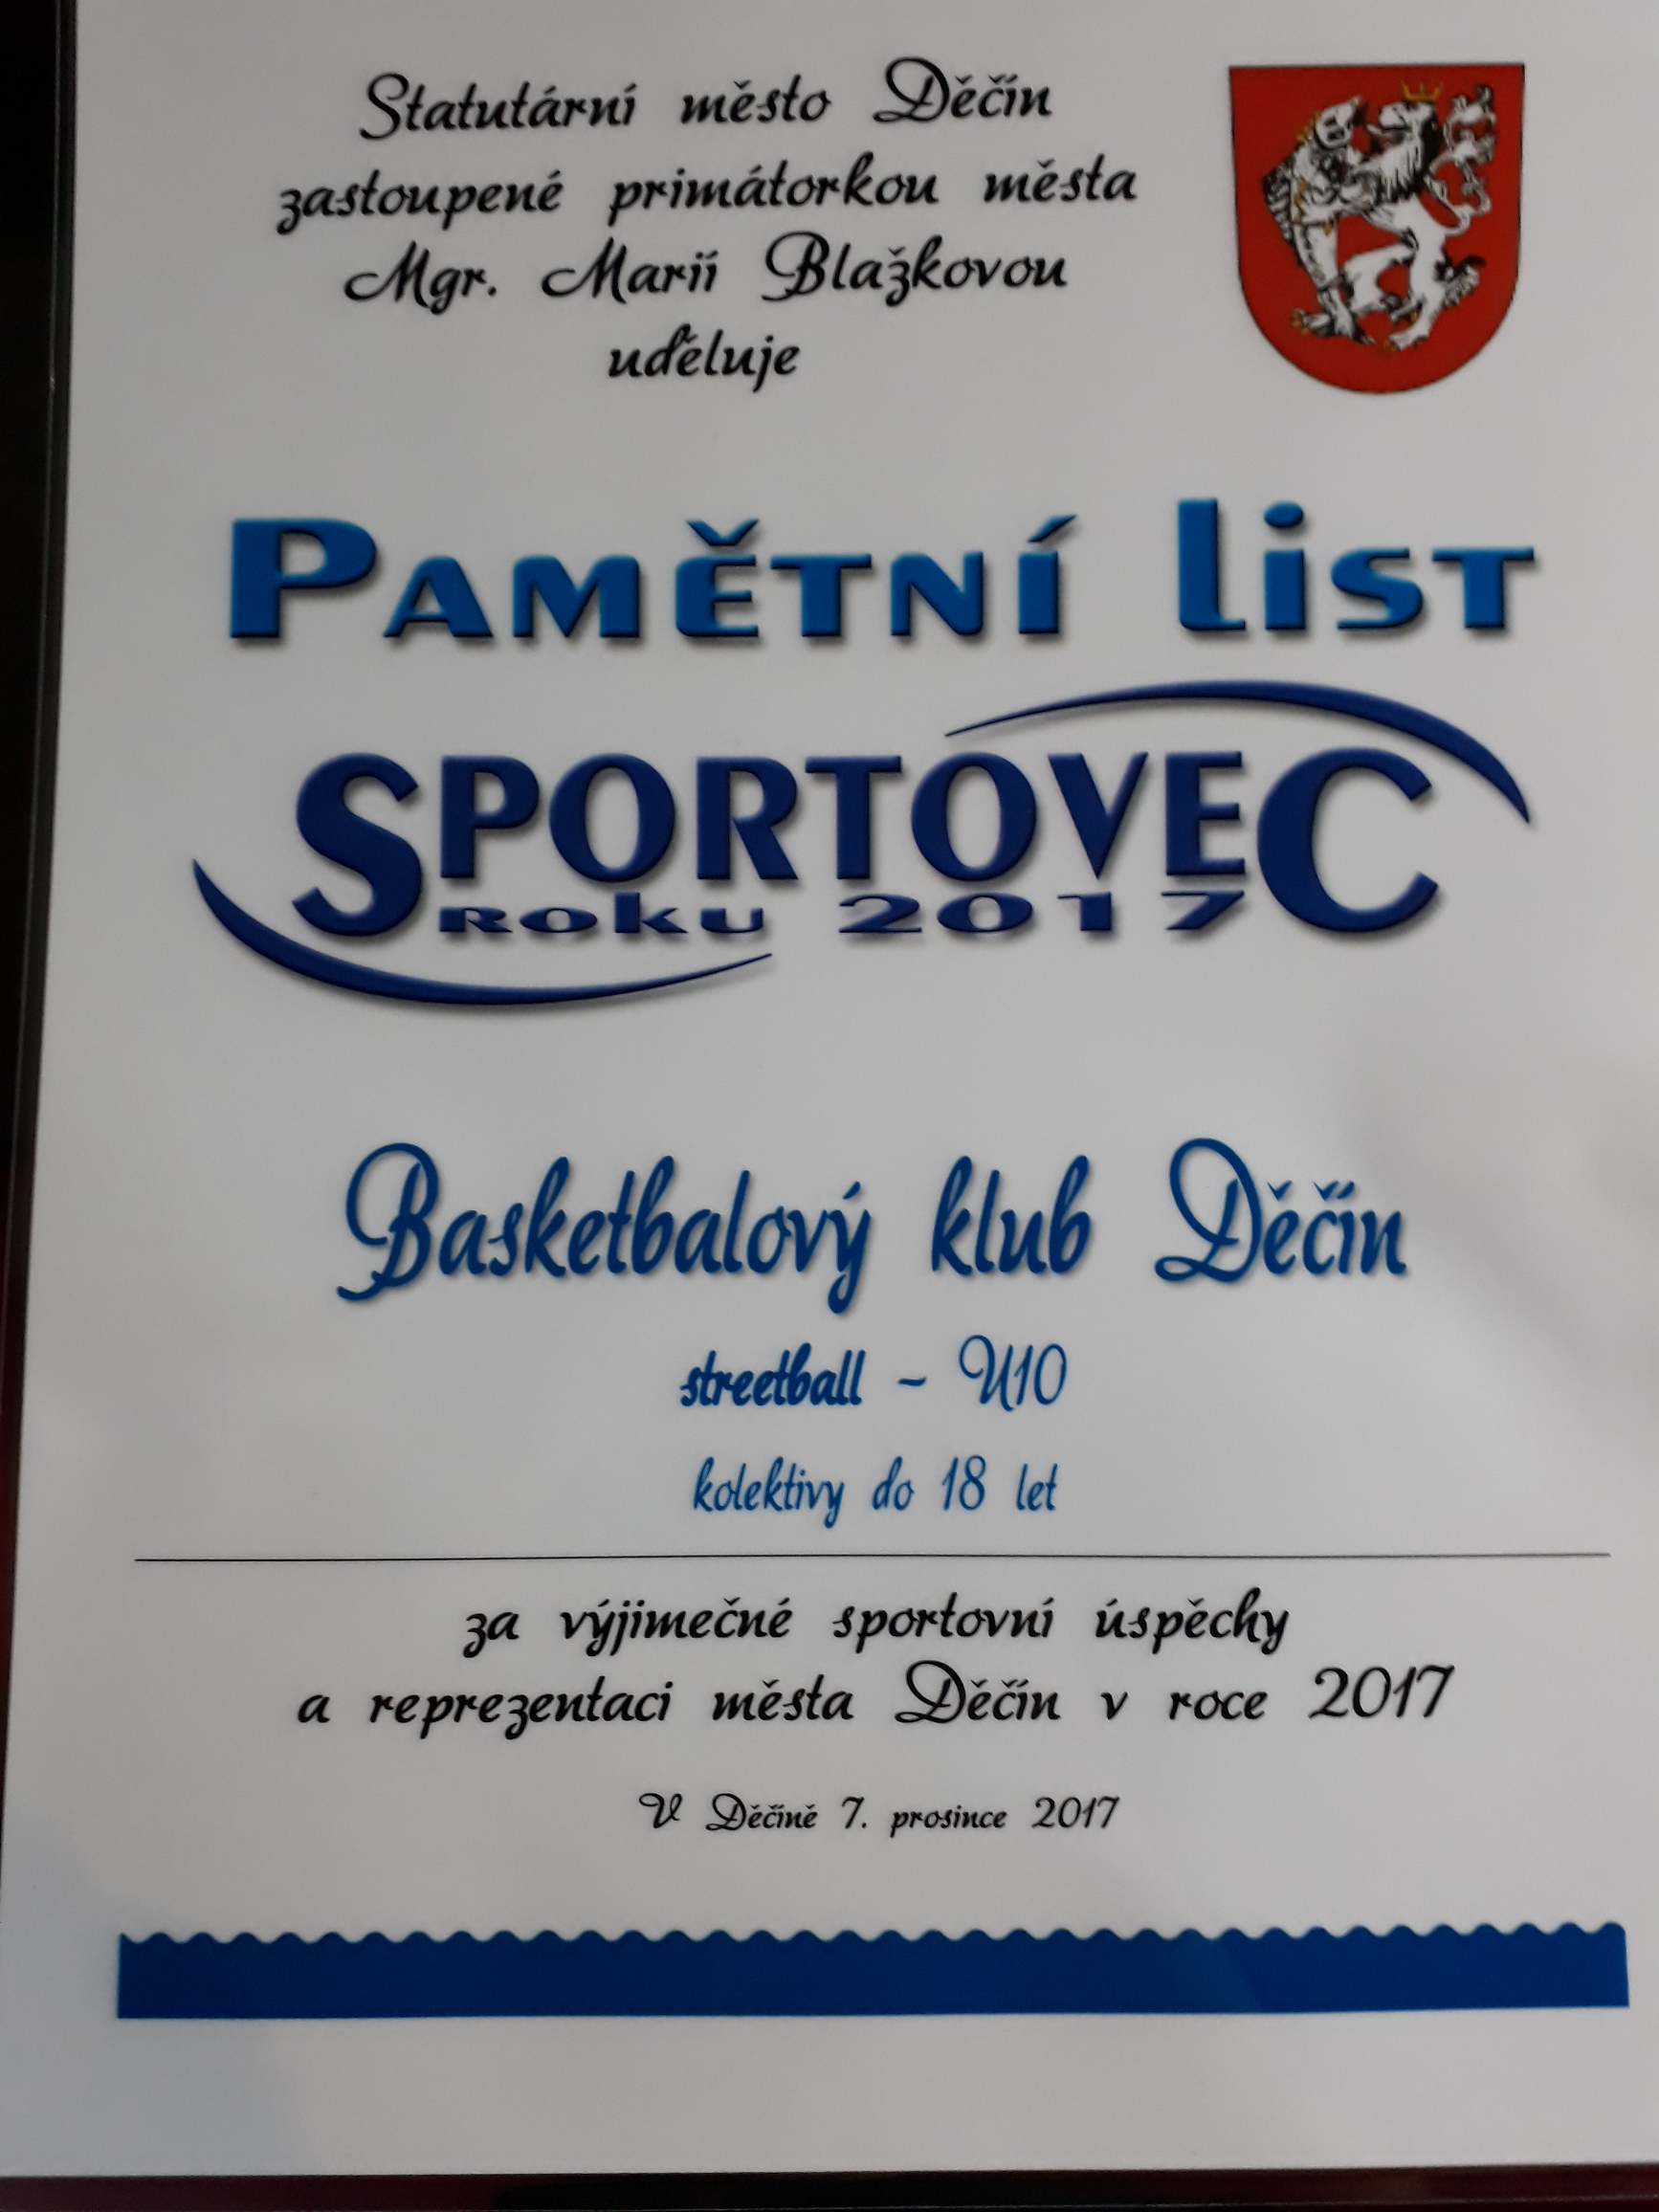 Statutární město Děčín
zastoupené primátorkou města
Mgr. Marií Blažkovou
uděluje
PAMĚTNÍ LIST
SPORTOVEC
ROKU 2017
Basketbalový klub Děčín
streetball - U10
kolektivy do 18 let
za výjimečné sportovní úspěchy
a reprezentaci města Děčín v roce 2017
V Děčíně 7. prosince 2017